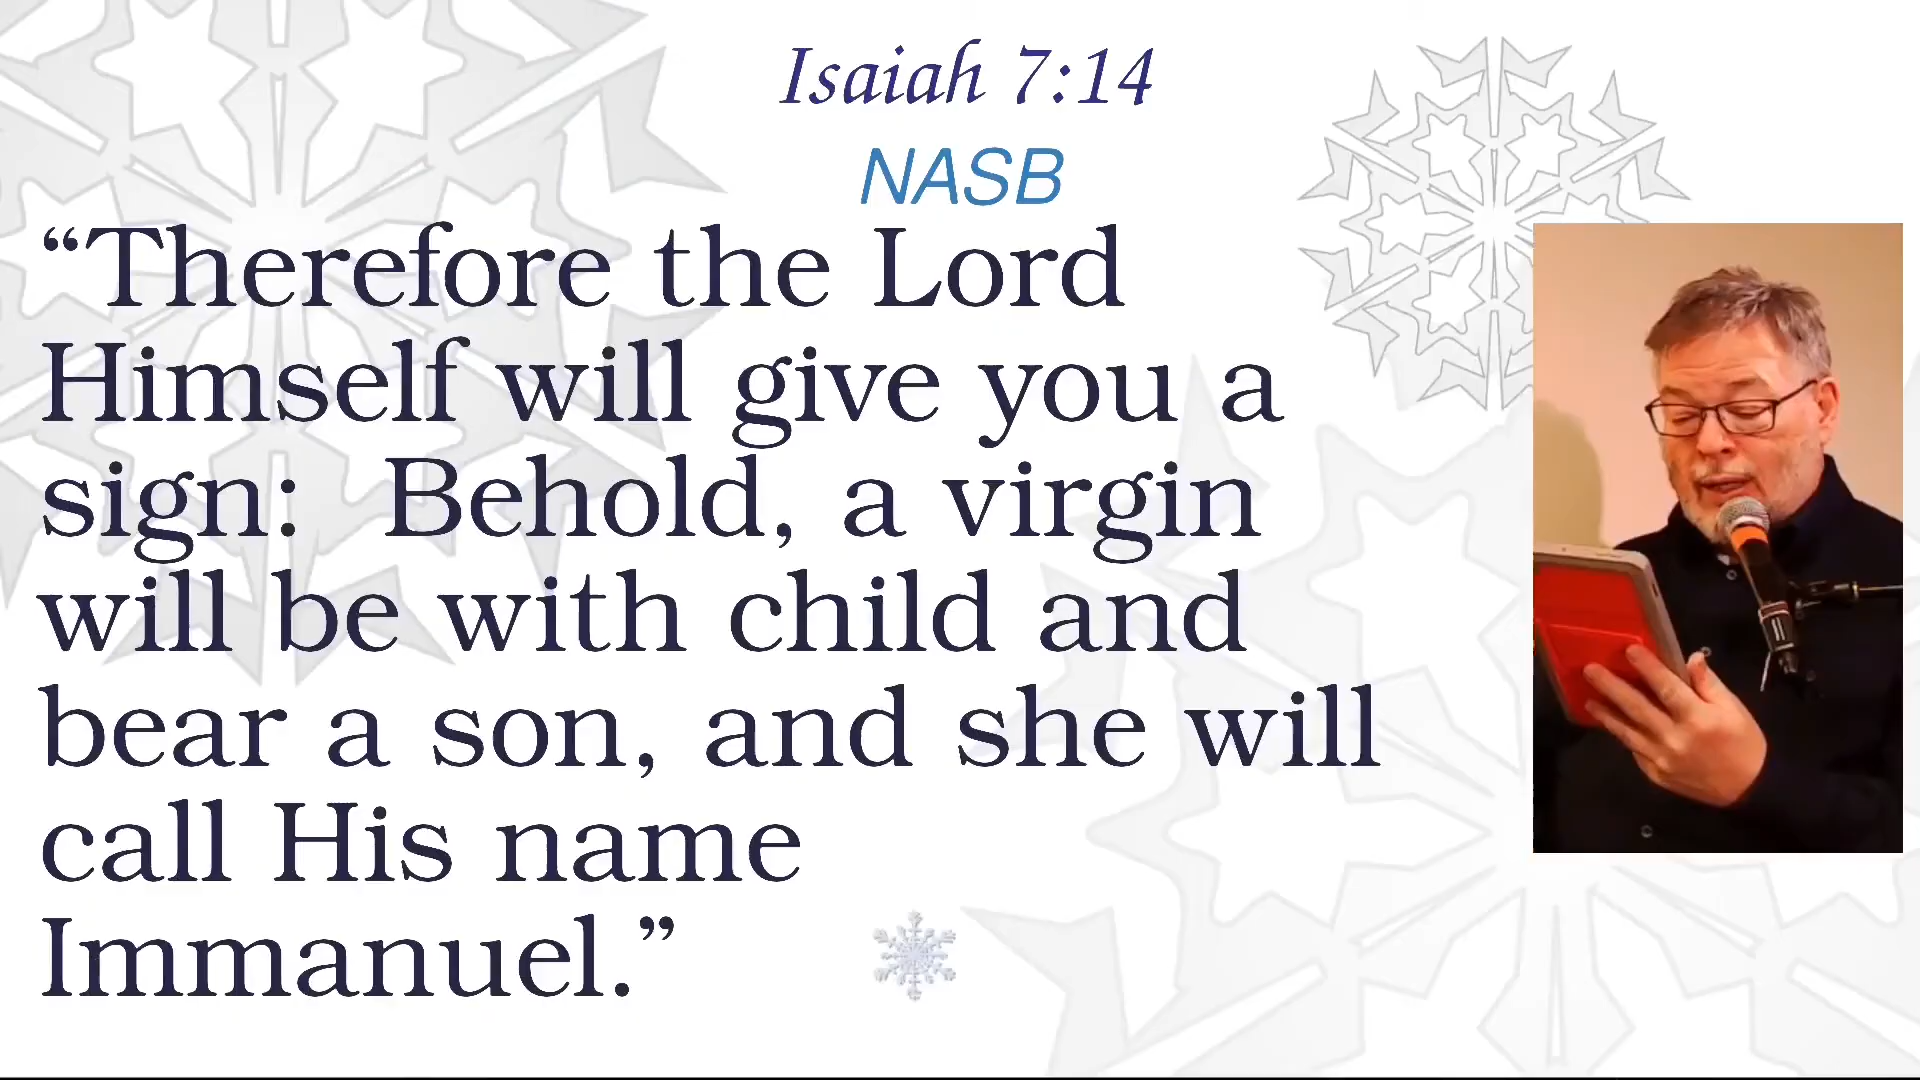 Isaiah 7:14
NASB
“Therefore the Lord
Himself will give you a
sign:  Behold, a virgin
will be with child and
bear a son, and she will
call His name
Immanuel.”